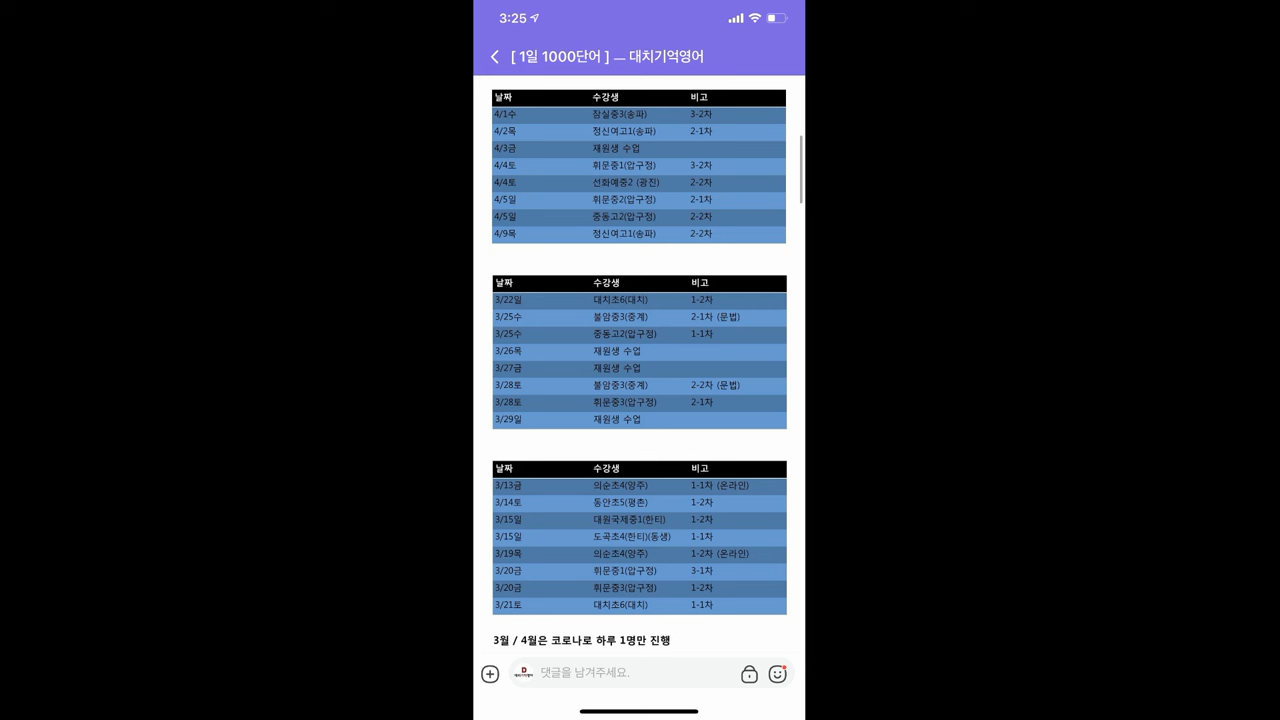 3:25
[ 1일 1000단어 ] — 대치기억영어
날짜 수강생 비고
4/1수 잠실중3(송파) 3-2차
4/2목 정신여고1(송파) 2-1차
4/3금 재원생 수업
4/4토 휘문중1(압구정) 3-2차
4/4토 선화예중2 (광진) 2-2차
4/5일 휘문중2(압구정) 2-1차
4/5일 중동고2(압구정) 2-2차
4/9목 정신여고1(송파) 2-2차
날짜 수강생 비고
3/22일 대치초6(대치) 1-2차
3/25수 불암중3(중계) 2-1차 (문법)
3/25수 중동고2(압구정) 1-1차
3/26목 재원생 수업
3/27금 재원생 수업
3/28토 불암중3(중계) 2-2차 (문법)
3/28토 휘문중3(압구정) 2-1차
3/29일 재원생 수업
날짜 수강생 비고
3/13금 의순초4(양주) 1-1차 (온라인)
3/14토 동안초5(평촌) 1-2차
3/15일 대원국제중1(한티) 1-2차
3/15일 도곡초4(한티)(동생) 1-1차
3/19목 의순초4(양주) 1-2차 (온라인)
3/20금 휘문중1(압구정) 3-1차
3/20금 휘문중3(압구정) 1-2차
3/21토 대치초6(대치) 1-1차
3월 / 4월은 코로나로 하루 1명만 진행
D
대치기억영어
댓글을 남겨주세요.